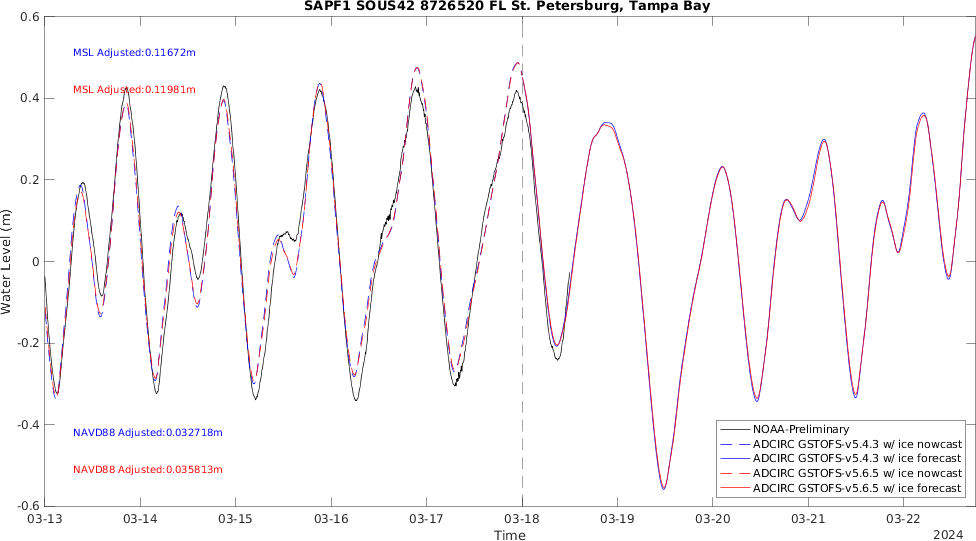 SAPF1 SOUS42 8726520 FL St. Petersburg, Tampa Bay
0.6
MSL Adjusted:0.11672m
0.4
MSL Adjusted:0.11981m
0.2
Water Level (m)
0
-0.2
-0.4
NAVD88 Adjusted:0.032718m
NAVD88 Adjusted:0.035813m
-0.6
NOAA-Preliminary
ADCIRC GSTOFS-v5.4.3 w/ ice nowcast
ADCIRC GSTOFS-v5.4.3 w/ ice forecast
ADCIRC GSTOFS-v5.6.5 w/ ice nowcast
ADCIRC GSTOFS-v5.6.5 w/ ice forecast
03-13 03-14 03-15 03-16 03-17 03-18 03-19 03-20 03-21 03-22
Time
2024